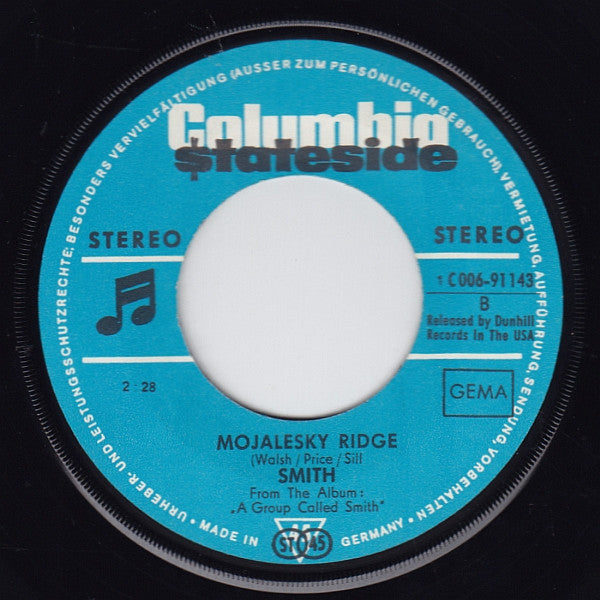 URHEBER- UND LEISTUNGSSCHUTZRECHTE; BESONDERS VERVIELFÄLTIGUNG (AUSSER ZUM PERSÖNLICHEN GEBRAUCH), VERMIETUNG, AUFFÜHRUNG, SENDUNG, VORBEHALTEN
Columbia
$tateside
STEREO
STEREO
1 C006-91143
B
Released by Dunhill
Records In The USA
2 28
GEMA
MOJALESKY RIDGE
(Walsh / Price / Sill
SMITH
From The Album:
„A Group Called Smith"
• MADE IN GERMANY •
ST 45